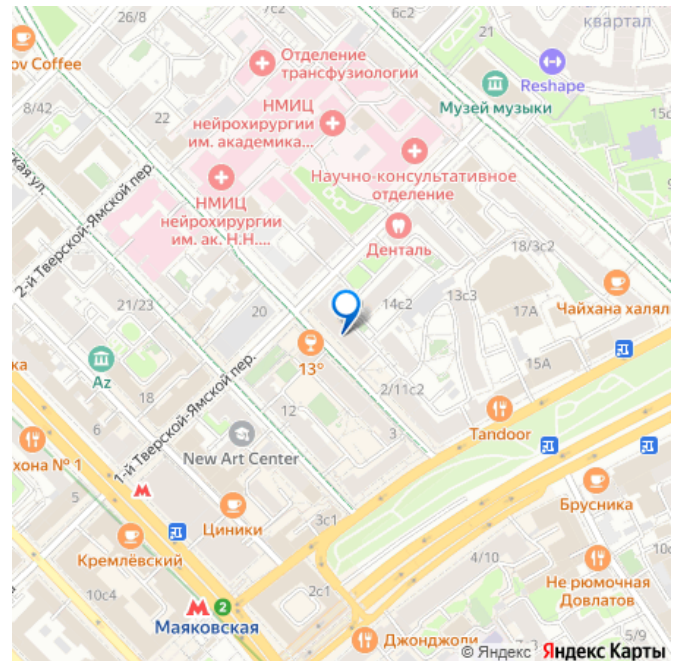 26/8
6с2
квартал
21
ov Coffee
Отделение
трансфузиологии
Reshape
8/42
22
НМИЦ
нейрохирургии
им. академика...
Музей музыки
15с
ская ул.
Научно-консультативное
отделение
НМИЦ
нейрохирургии
им. ак. Н.Н....
2-й Тверской-Ямской пер.
Денталь
18/3с2
21/23
20
14с2
13с3
17А
Чайхана халял
13°
15А
ка
Az
18
1-й Тверской-Ямской пер.
2/11с2
6
12
3
Tandoor
New Art Center
хона № 1
5
М
Циники
Брусника
3с1
Кремлёвский
4/10
10с
Не рюмочная
Довлатов
10с4
2с1
М 2
Маяковская
Джонджоли
5/9
© Яндекс Яндекс Карты